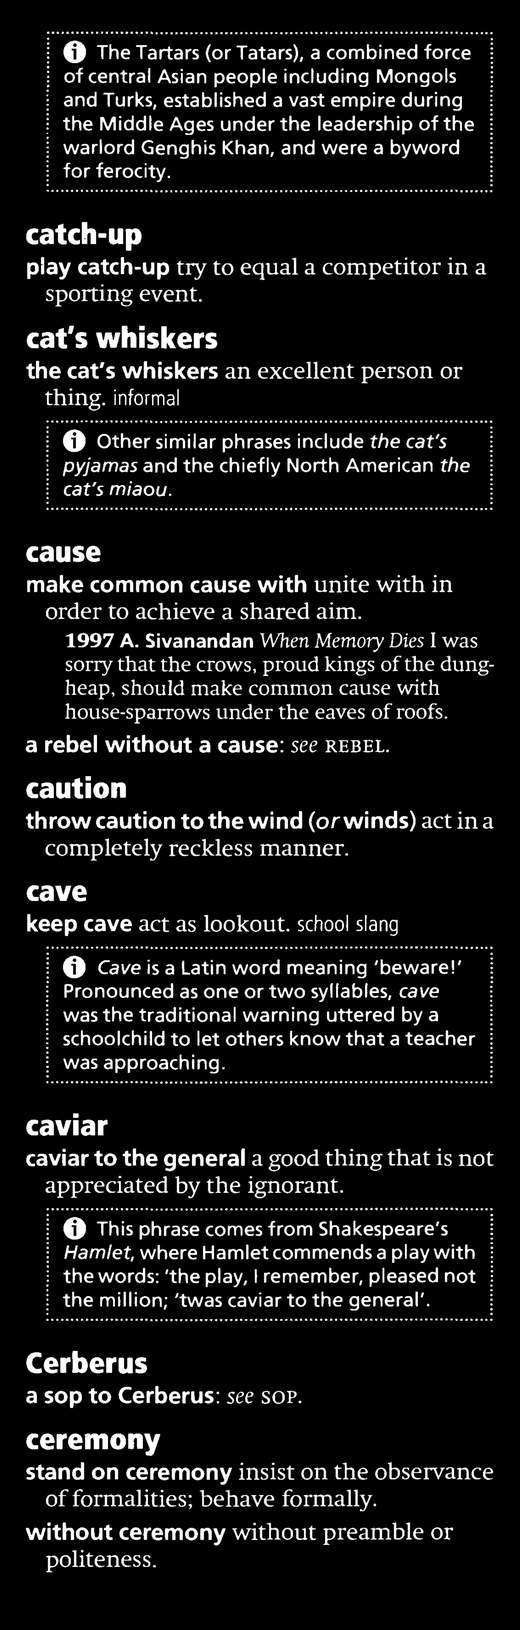 i The Tartars (or Tatars), a combined force
of central Asian people including Mongols
and Turks, established a vast empire during
the Middle Ages under the leadership of the
warlord Genghis Khan, and were a byword
for ferocity.
catch-up
play catch-up try to equal a competitor in a
sporting event.
cat's whiskers
the cat's whiskers an excellent person or
thing. informal
i Other similar phrases include the cat's
pyjamas and the chiefly North American the
cat's miaou.
cause
make common cause with unite with in
order to achieve a shared aim.
1997 A. Sivanandan When Memory Dies I was
sorry that the crows, proud kings of the dung-
heap, should make common cause with
house-sparrows under the eaves of roofs.
a rebel without a cause: see REBEL.
caution
throw caution to the wind (or winds) act in a
completely reckless manner.
cave
keep cave act as lookout. school slang
i Cave is a Latin word meaning 'beware!'
Pronounced as one or two syllables, cave
was the traditional warning uttered by a
schoolchild to let others know that a teacher
was approaching.
caviar
caviar to the general a good thing that is not
appreciated by the ignorant.
i This phrase comes from Shakespeare's
Hamlet, where Hamlet commends a play with
the words: 'the play, I remember, pleased not
the million; 'twas caviar to the general'.
Cerberus
a sop to Cerberus: see SOP.
ceremony
stand on ceremony insist on the observance
of formalities; behave formally.
without ceremony without preamble or
politeness.